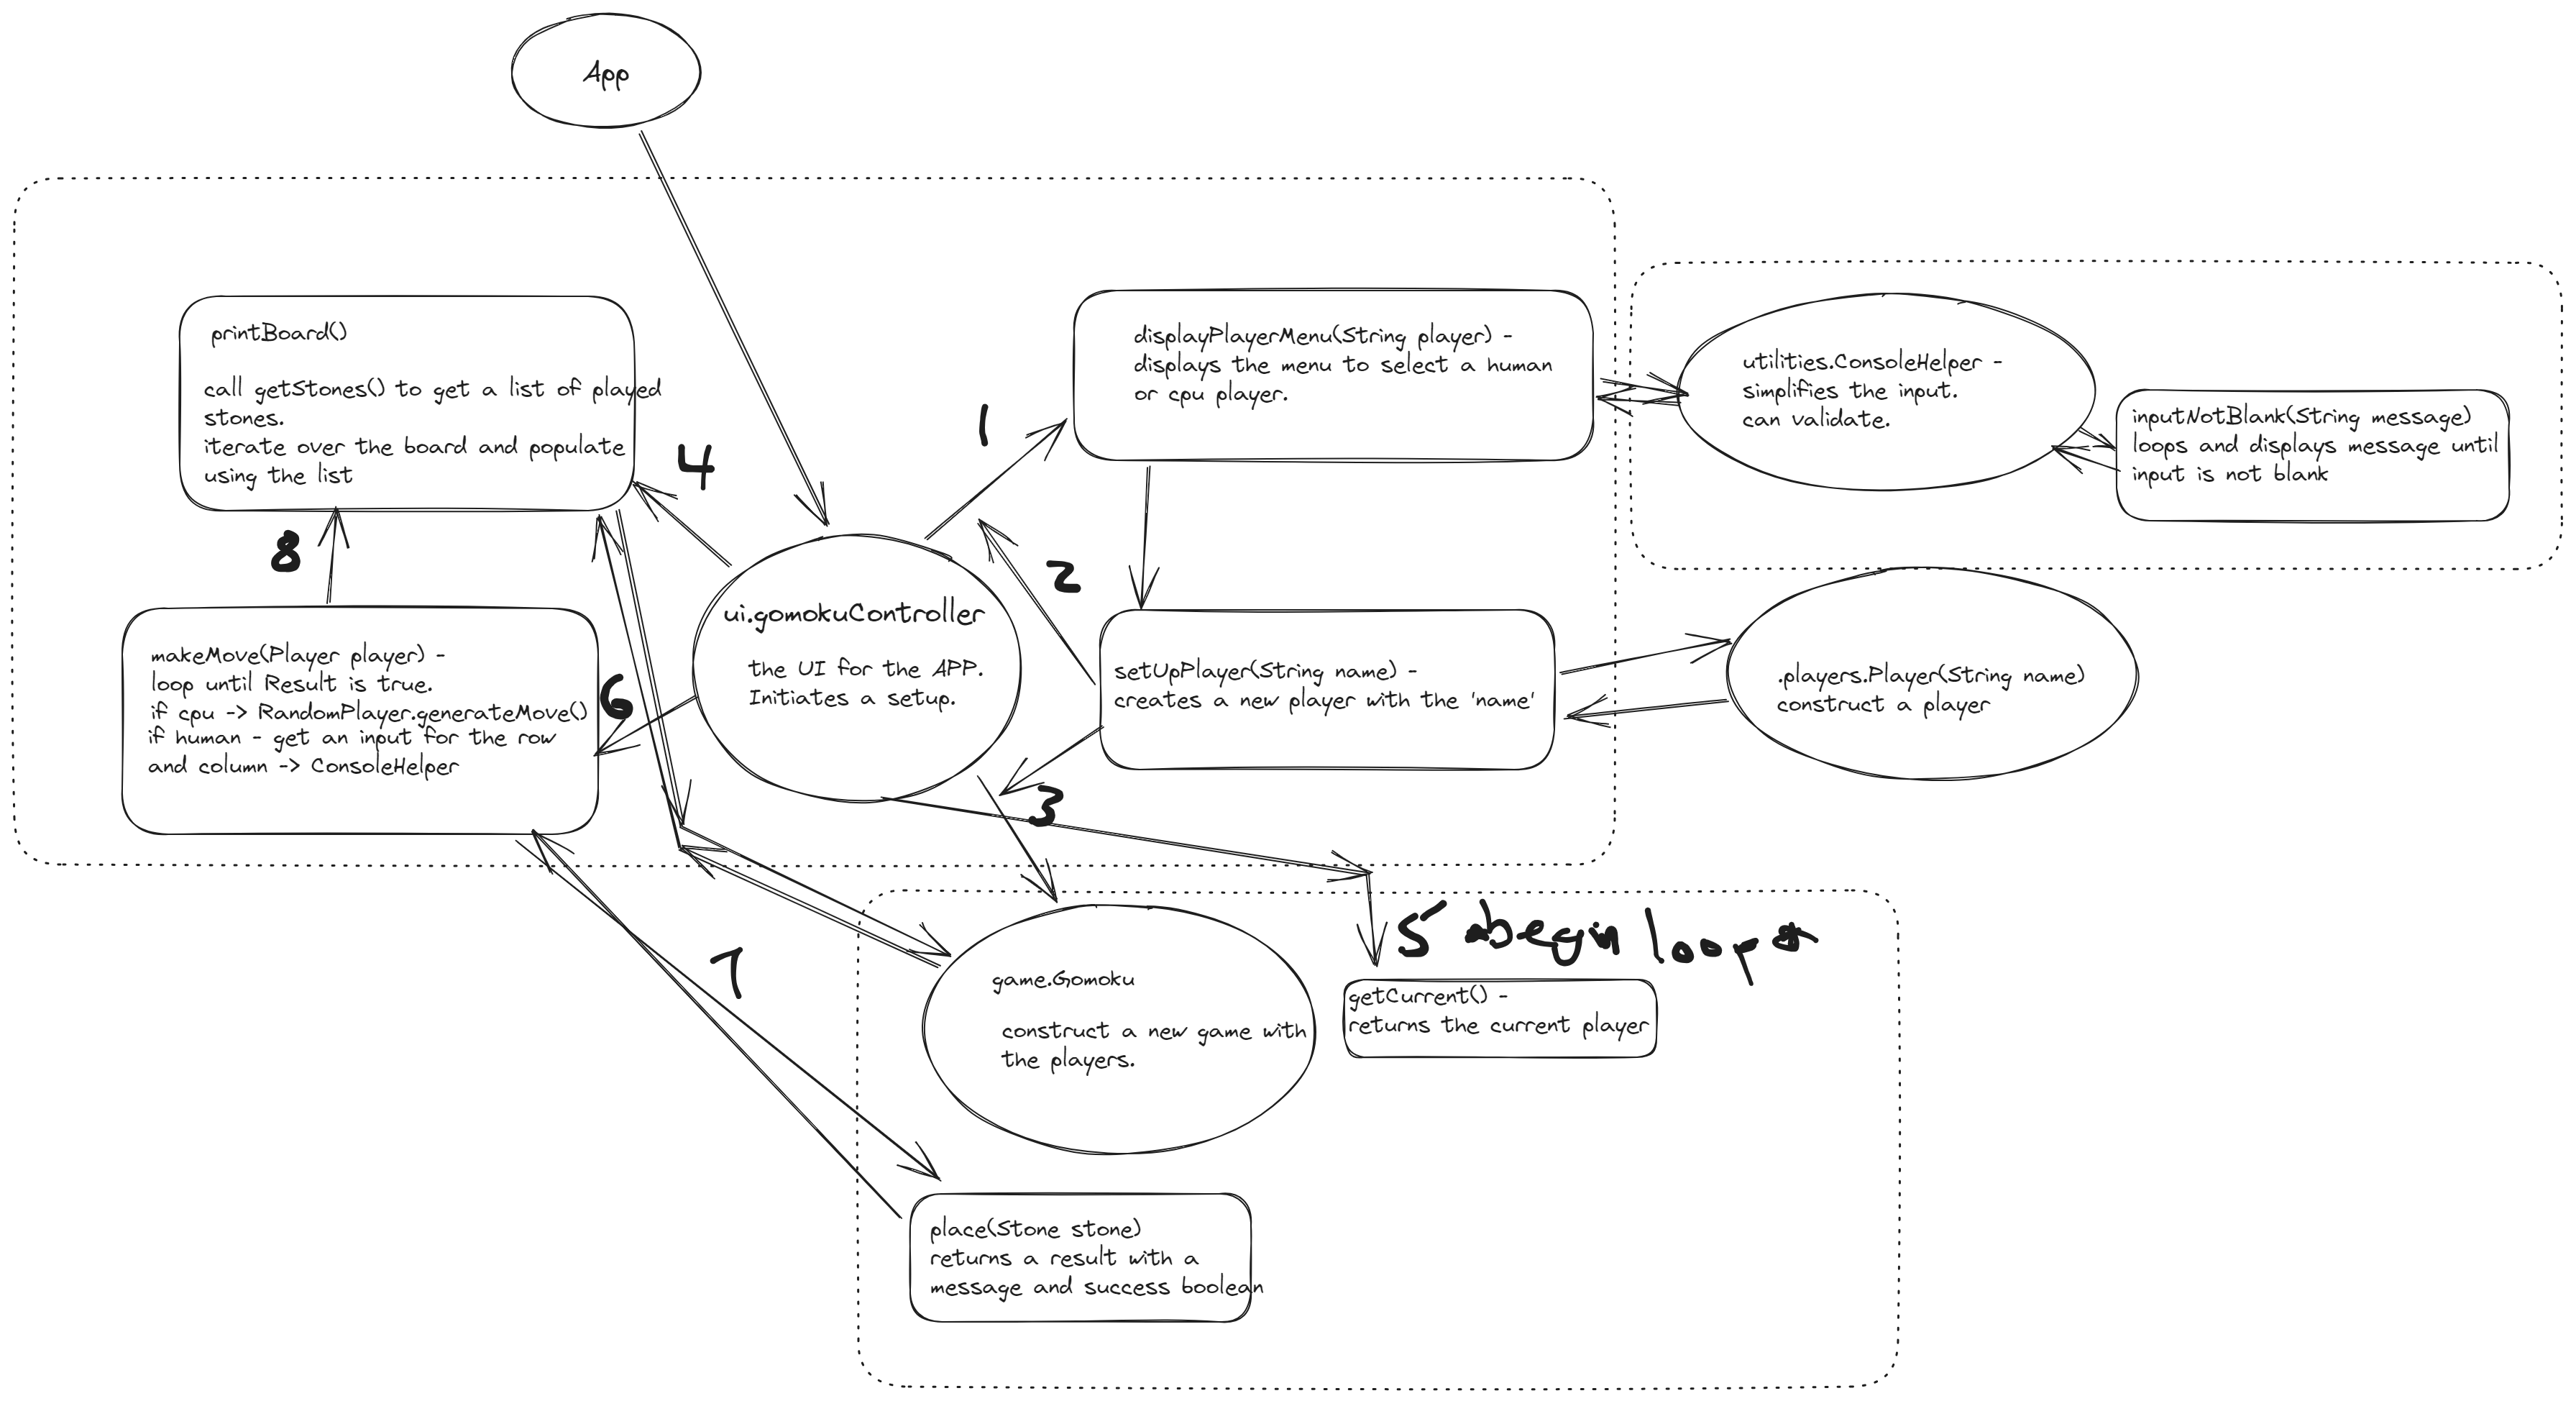 App
printBoard()
call getStones() to get a list of played
stones.
iterate over the board and populate
using the list
4
1
displayPlayerMenu(String player) -
displays the menu to select a human
or cpu player.
utilities.ConsoleHelper -
simplifies the input.
can validate.
inputNotBlank(String message)
loops and displays message until
input is not blank
8
2
makeMove(Player player) -
loop until Result is true.
if cpu -> RandomPlayer.generateMove()
if human - get an input for the row
and column -> ConsoleHelper
6
ui.gomokuController
the UI for the APP.
Initiates a setup.
setUpPlayer(String name) -
creates a new player with the 'name'
.players.Player(String name)
construct a player
3
7
game.Gomoku
construct a new game with
the players.
5 *begin loop*
getCurrent() -
returns the current player
place(Stone stone)
returns a result with a
message and success boolean